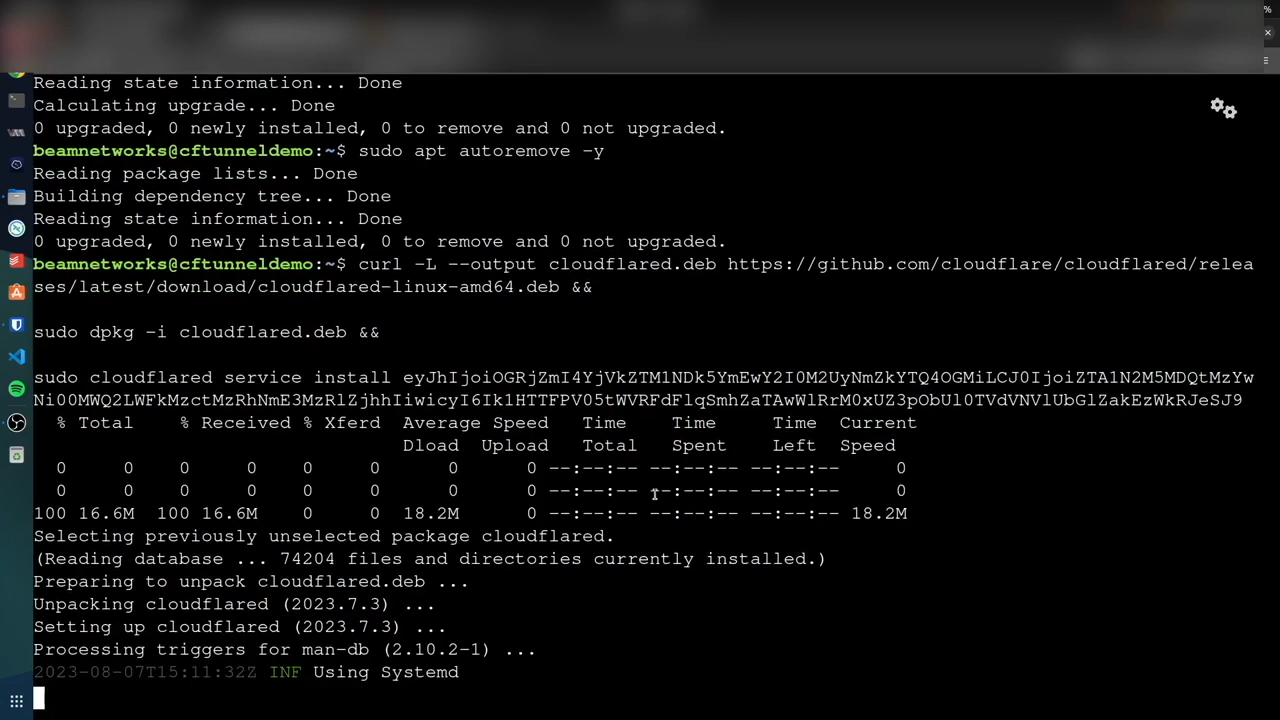 %
Reading state information... Done
Calculating upgrade... Done
0 upgraded, 0 newly installed, 0 to remove and 0 not upgraded.
beamnetworks@cftunneldemo:~$ sudo apt autoremove -y
Reading package lists... Done
Building dependency tree... Done
Reading state information... Done
0 upgraded, 0 newly installed, 0 to remove and 0 not upgraded.
beamnetworks@cftunneldemo:~$ curl -L --output cloudflared.deb https://github.com/cloudflare/cloudflared/relea
ses/latest/download/cloudflared-linux-amd64.deb &&
sudo dpkg -i cloudflared.deb &&
sudo cloudflared service install
% Total % Received % Xferd Average Speed Time Time Time Current
Dload Upload Total Spent Left Speed
0 0 0 0 0 0 0 0 --:--:-- --:--:-- --:--:-- 0
0 0 0 0 0 0 0 0 --:--:-- --:--:-- --:--:-- 0
100 16.6M 100 16.6M 0 0 18.2M 0 --:--:-- --:--:-- --:--:-- 18.2M
Selecting previously unselected package cloudflared.
(Reading database ... 74204 files and directories currently installed.)
Preparing to unpack cloudflared.deb ...
Unpacking cloudflared (2023.7.3) ...
Setting up cloudflared (2023.7.3) ...
Processing triggers for man-db (2.10.2-1) ...
2023-08-07T15:11:32Z INF Using Systemd